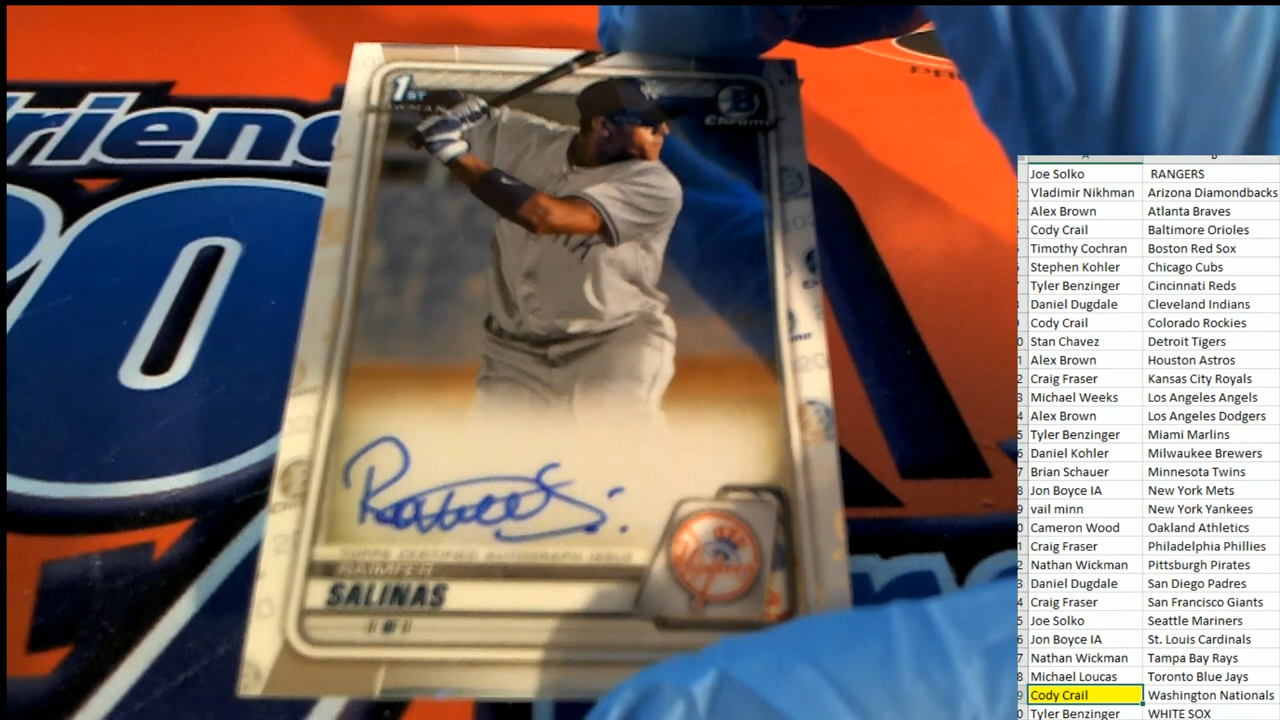 riend
1ST
BOWMAN
B
Chrome
PR
TOPPS CERTIFIED AUTOGRAPH ISSUE
RAIMFER
SALINAS
Joe Solko RANGERS
Vladimir Nikhman Arizona Diamondbacks
Alex Brown Atlanta Braves
Cody Crail Baltimore Orioles
Timothy Cochran Boston Red Sox
Stephen Kohler Chicago Cubs
Tyler Benzinger Cincinnati Reds
Daniel Dugdale Cleveland Indians
Cody Crail Colorado Rockies
Stan Chavez Detroit Tigers
Alex Brown Houston Astros
Craig Fraser Kansas City Royals
Michael Weeks Los Angeles Angels
Alex Brown Los Angeles Dodgers
Tyler Benzinger Miami Marlins
Daniel Kohler Milwaukee Brewers
Brian Schauer Minnesota Twins
Jon Boyce IA New York Mets
vail minn New York Yankees
Cameron Wood Oakland Athletics
Craig Fraser Philadelphia Phillies
Nathan Wickman Pittsburgh Pirates
Daniel Dugdale San Diego Padres
Craig Fraser San Francisco Giants
Joe Solko Seattle Mariners
Jon Boyce IA St. Louis Cardinals
Nathan Wickman Tampa Bay Rays
Michael Loucas Toronto Blue Jays
Cody Crail Washington Nationals
Tyler Benzinger WHITE SOX